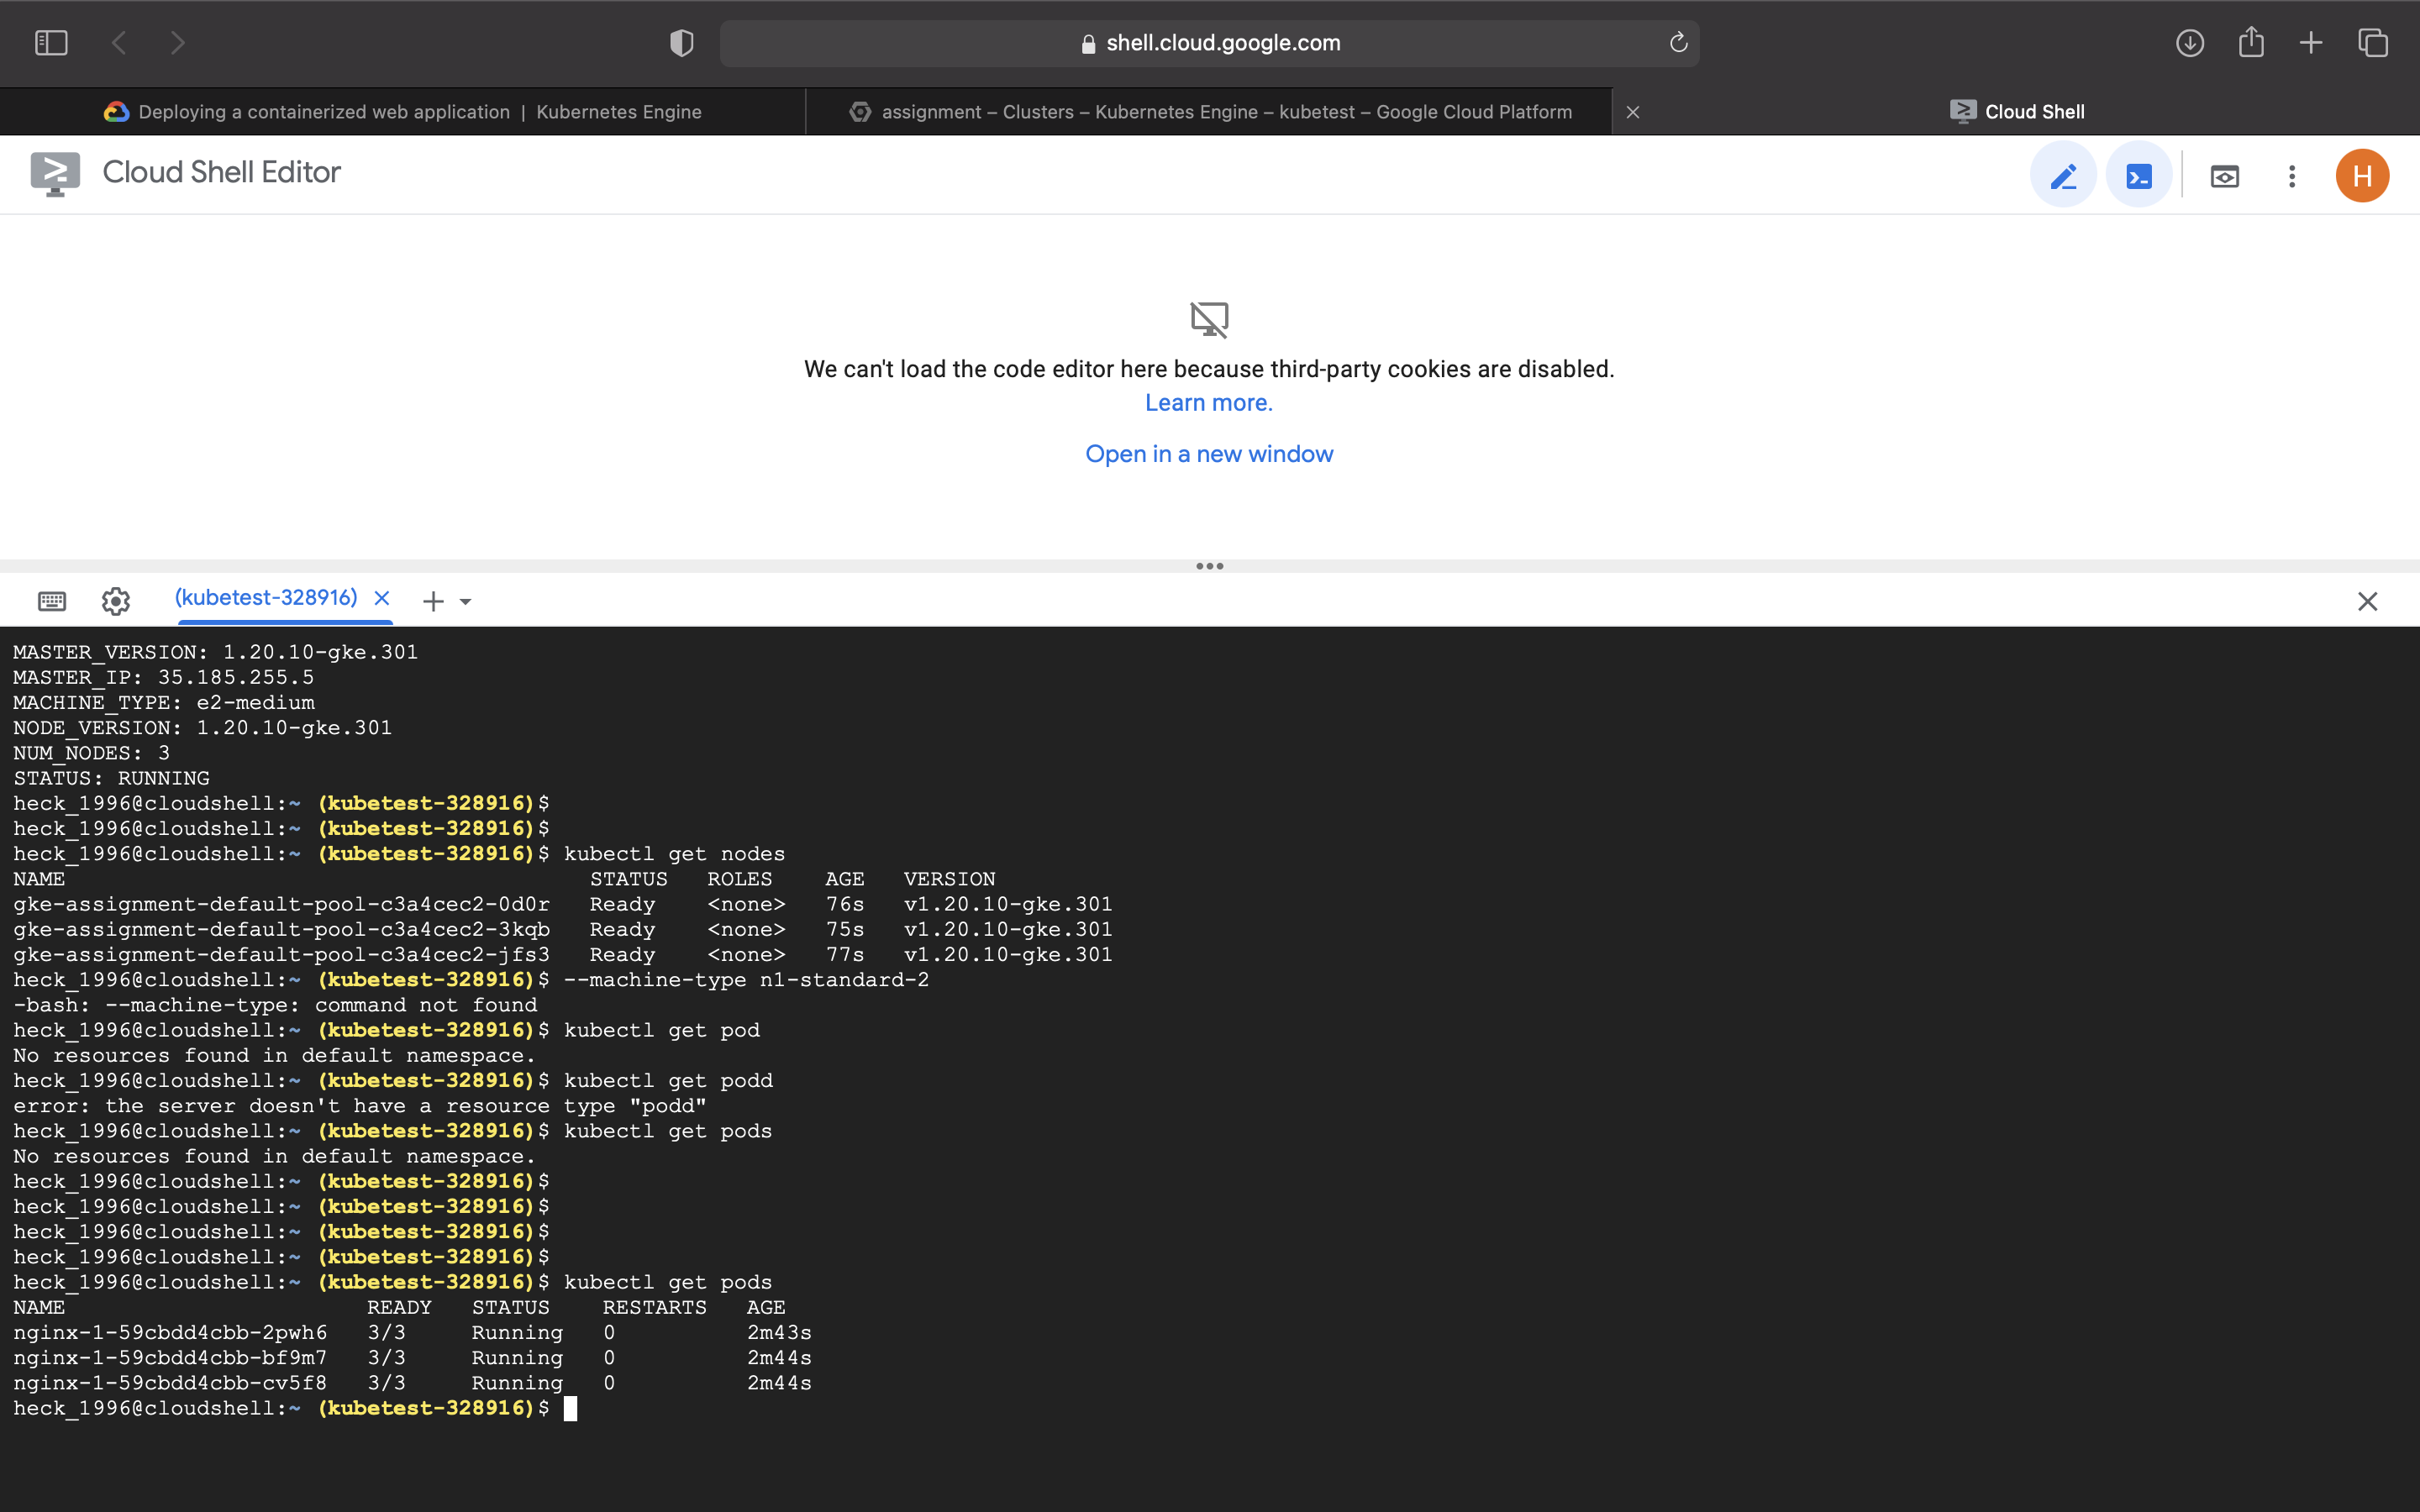 shell.cloud.google.com
Deploying a containerized web application | Kubernetes Engine
assignment – Clusters – Kubernetes Engine – kubetest – Google Cloud Platform
Cloud Shell
Cloud Shell Editor
H
We can't load the code editor here because third-party cookies are disabled.
Learn more.
Open in a new window
(kubetest-328916)
MASTER_VERSION: 1.20.10-gke.301
MASTER_IP: 35.185.255.5
MACHINE_TYPE: e2-medium
NODE_VERSION: 1.20.10-gke.301
NUM_NODES: 3
STATUS: RUNNING
heck_1996@cloudshell:~ (kubetest-328916)$
heck_1996@cloudshell:~ (kubetest-328916)$
heck_1996@cloudshell:~ (kubetest-328916)$ kubectl get nodes
NAME STATUS ROLES AGE VERSION
gke-assignment-default-pool-c3a4cec2-0d0r Ready <none> 76s v1.20.10-gke.301
gke-assignment-default-pool-c3a4cec2-3kqb Ready <none> 75s v1.20.10-gke.301
gke-assignment-default-pool-c3a4cec2-jfs3 Ready <none> 77s v1.20.10-gke.301
heck_1996@cloudshell:~ (kubetest-328916)$ --machine-type n1-standard-2
-bash: --machine-type: command not found
heck_1996@cloudshell:~ (kubetest-328916)$ kubectl get pod
No resources found in default namespace.
heck_1996@cloudshell:~ (kubetest-328916)$ kubectl get podd
error: the server doesn't have a resource type "podd"
heck_1996@cloudshell:~ (kubetest-328916)$ kubectl get pods
No resources found in default namespace.
heck_1996@cloudshell:~ (kubetest-328916)$
heck_1996@cloudshell:~ (kubetest-328916)$
heck_1996@cloudshell:~ (kubetest-328916)$
heck_1996@cloudshell:~ (kubetest-328916)$
heck_1996@cloudshell:~ (kubetest-328916)$ kubectl get pods
NAME READY STATUS RESTARTS AGE
nginx-1-59cbdd4cbb-2pwh6 3/3 Running 0 2m43s
nginx-1-59cbdd4cbb-bf9m7 3/3 Running 0 2m44s
nginx-1-59cbdd4cbb-cv5f8 3/3 Running 0 2m44s
heck_1996@cloudshell:~ (kubetest-328916)$